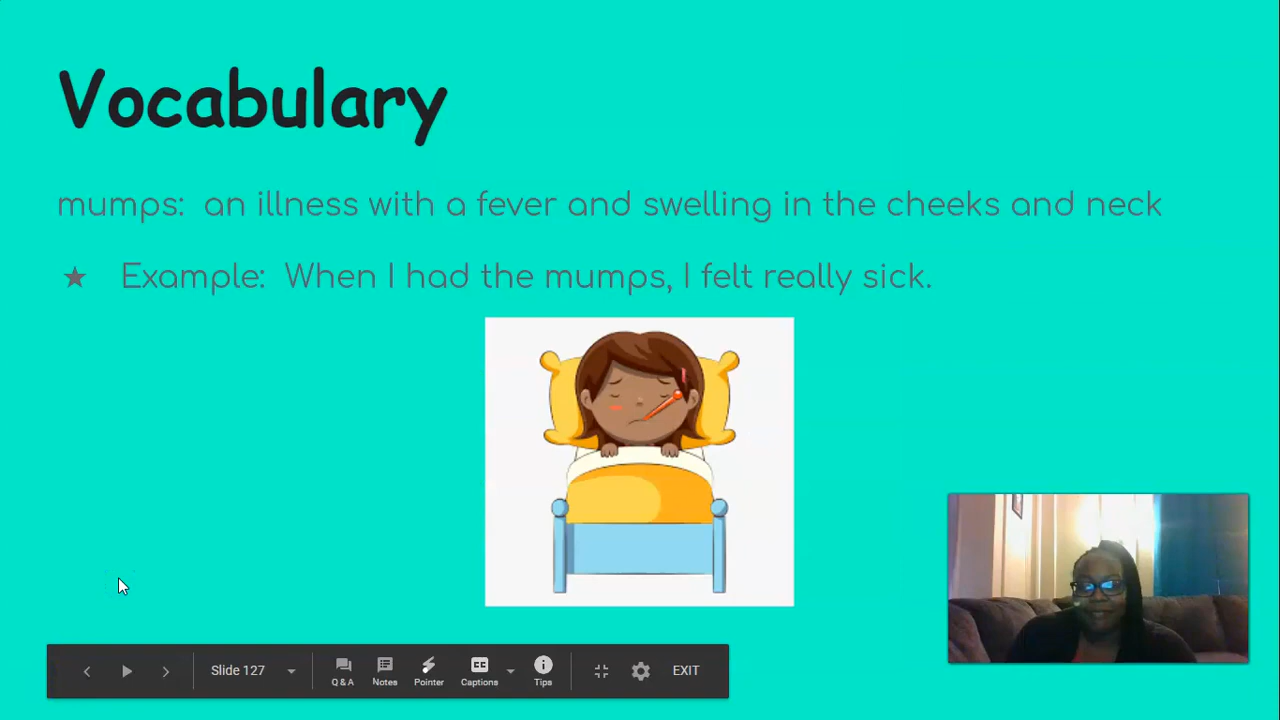 Vocabulary
mumps: an illness with a fever and swelling in the cheeks and neck
★ Example: When I had the mumps, I felt really sick.
Slide 127
Q & A
Notes
Pointer
CC
Captions
Tips
EXIT